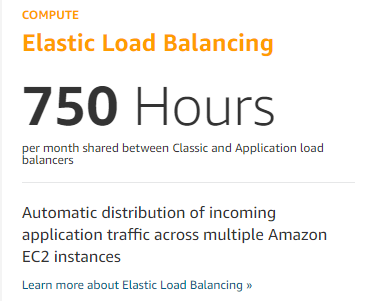 COMPUTE
Elastic Load Balancing
750 Hours
per month shared between Classic and Application load
balancers
Automatic distribution of incoming
application traffic across multiple Amazon
EC2 instances
Learn more about Elastic Load Balancing »